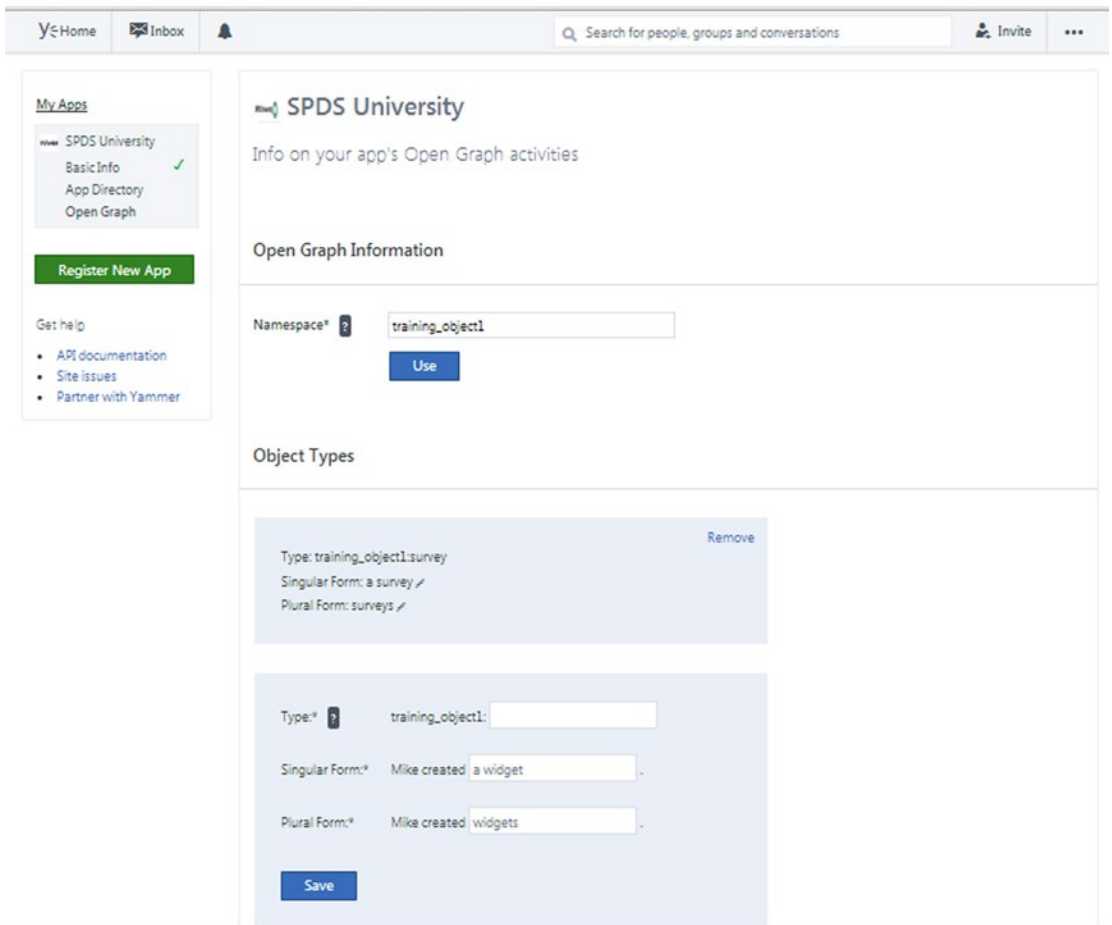 Home Inbox Search for people, groups and conversations Invite
My Apps
SPDS University
Basic Info
App Directory
Open Graph
Register New App
Get help
API documentation
Site issues
Partner with Yammer
SPDS University
Info on your app's Open Graph activities
Open Graph Information
Namespace* ? training_object1
Use
Object Types
Remove
Type: training_object1:survey
Singular Form: a survey
Plural Form: surveys
Type:* ? training_object1:
Singular Form:* Mike created a widget .
Plural Form:* Mike created widgets .
Save